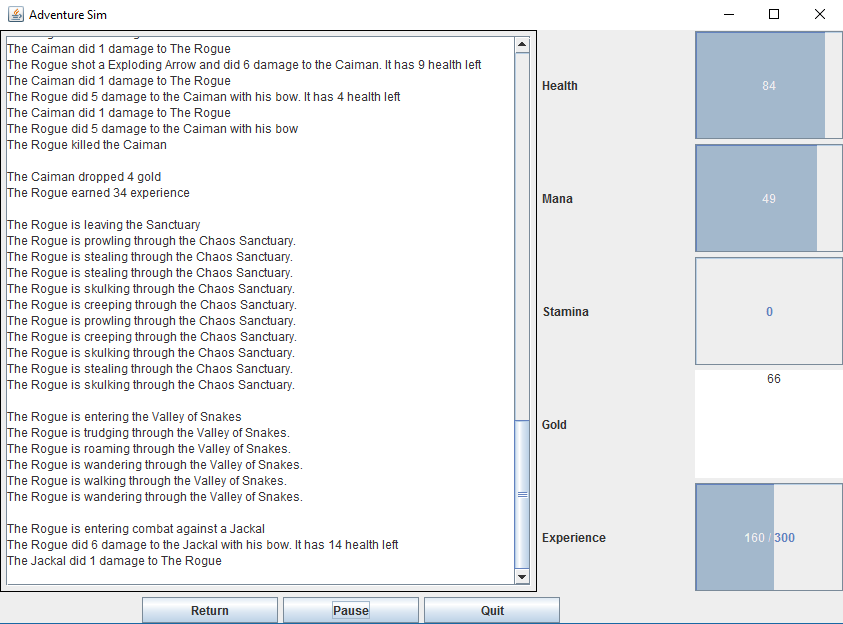 Adventure Sim
The Caiman did 1 damage to The Rogue
The Rogue shot a Exploding Arrow and did 6 damage to the Caiman. It has 9 health left
The Caiman did 1 damage to The Rogue
The Rogue did 5 damage to the Caiman with his bow. It has 4 health left
The Caiman did 1 damage to The Rogue
The Rogue did 5 damage to the Caiman with his bow
The Rogue killed the Caiman
The Caiman dropped 4 gold
The Rogue earned 34 experience
The Rogue is leaving the Sanctuary
The Rogue is prowling through the Chaos Sanctuary.
The Rogue is stealing through the Chaos Sanctuary.
The Rogue is stealing through the Chaos Sanctuary.
The Rogue is skulking through the Chaos Sanctuary.
The Rogue is creeping through the Chaos Sanctuary.
The Rogue is prowling through the Chaos Sanctuary.
The Rogue is creeping through the Chaos Sanctuary.
The Rogue is skulking through the Chaos Sanctuary.
The Rogue is stealing through the Chaos Sanctuary.
The Rogue is skulking through the Chaos Sanctuary.
The Rogue is entering the Valley of Snakes
The Rogue is trudging through the Valley of Snakes.
The Rogue is roaming through the Valley of Snakes.
The Rogue is wandering through the Valley of Snakes.
The Rogue is walking through the Valley of Snakes.
The Rogue is wandering through the Valley of Snakes.
The Rogue is entering combat against a Jackal
The Rogue did 6 damage to the Jackal with his bow. It has 14 health left
The Jackal did 1 damage to The Rogue
Health
84
Mana
49
Stamina
0
Gold
66
Experience
160 / 300
Return
Pause
Quit